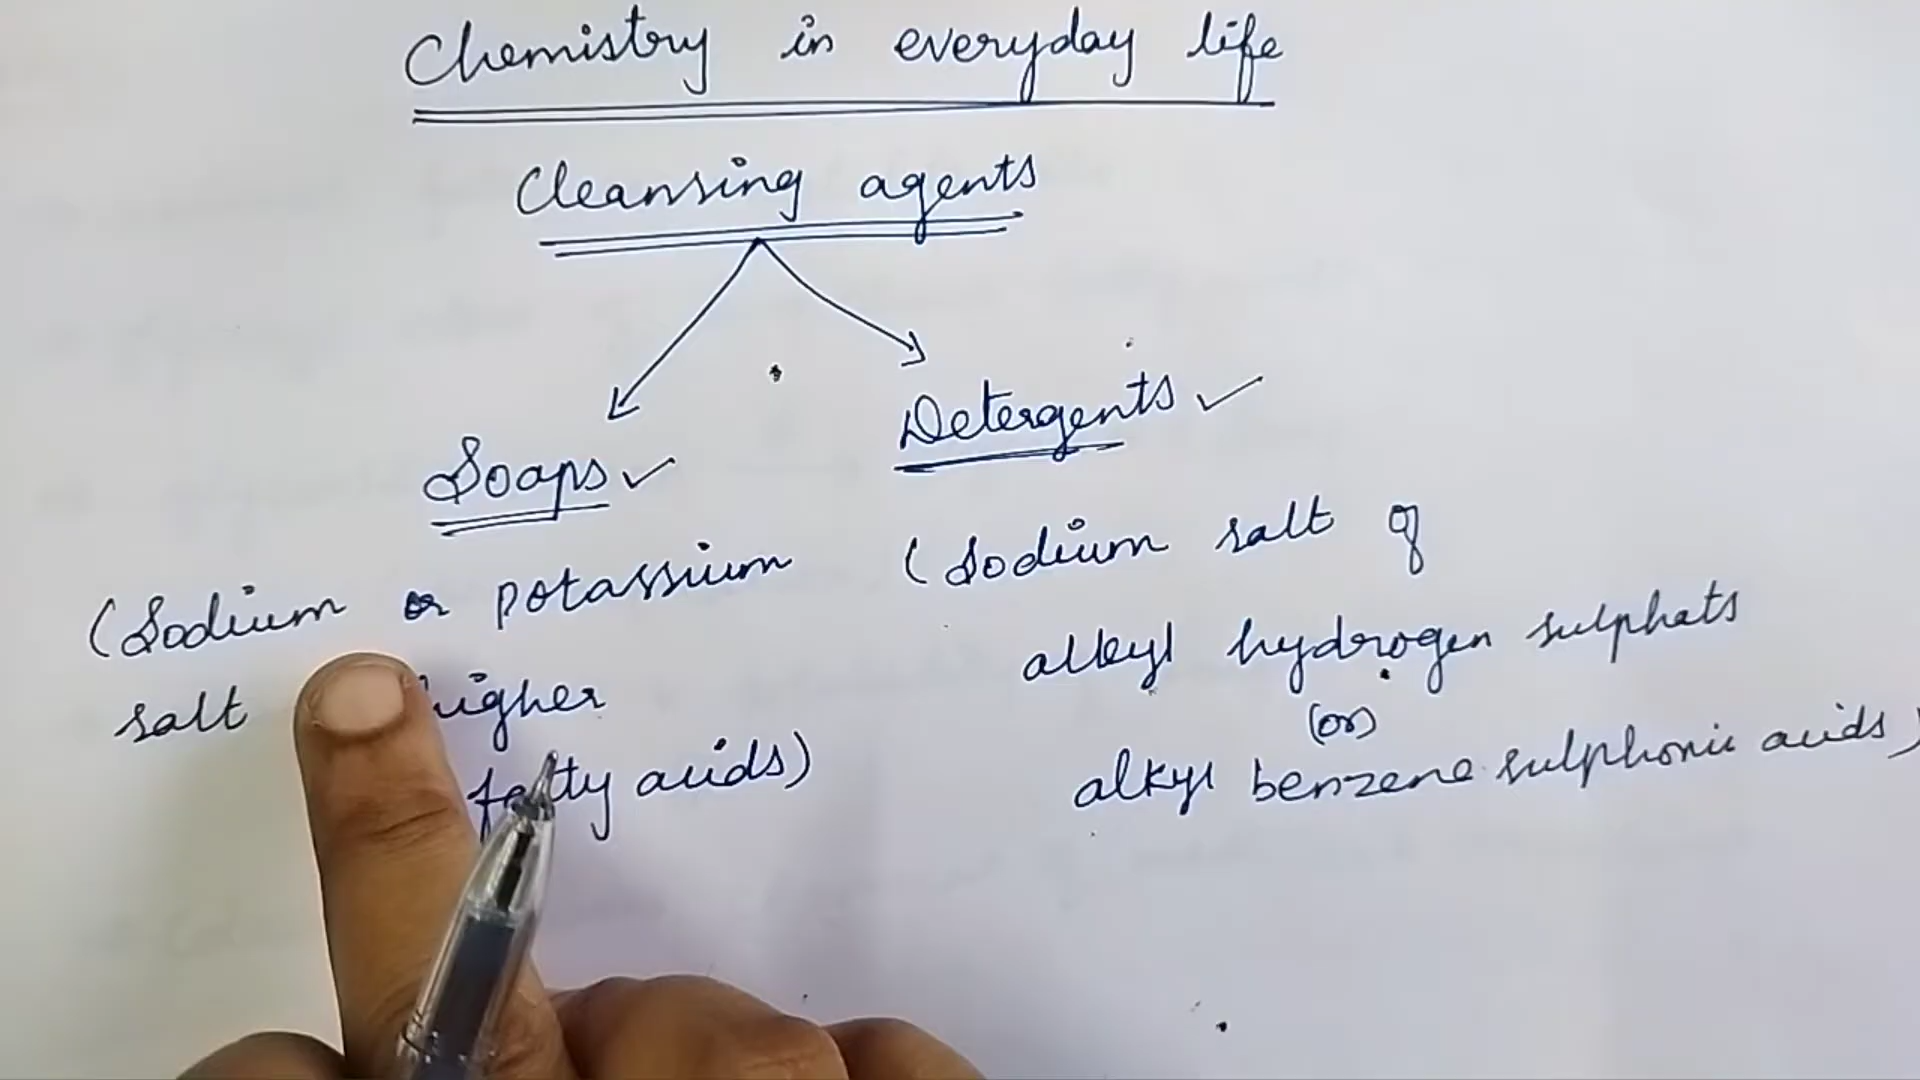 Chemistry in everyday life
Cleansing agents
Soaps
Detergents
(Sodium or potassium
salt higher
fatty acids)
(Sodium salt of
alkyl hydrogen sulphats
(or)
alkyl benzene sulphonic acids)